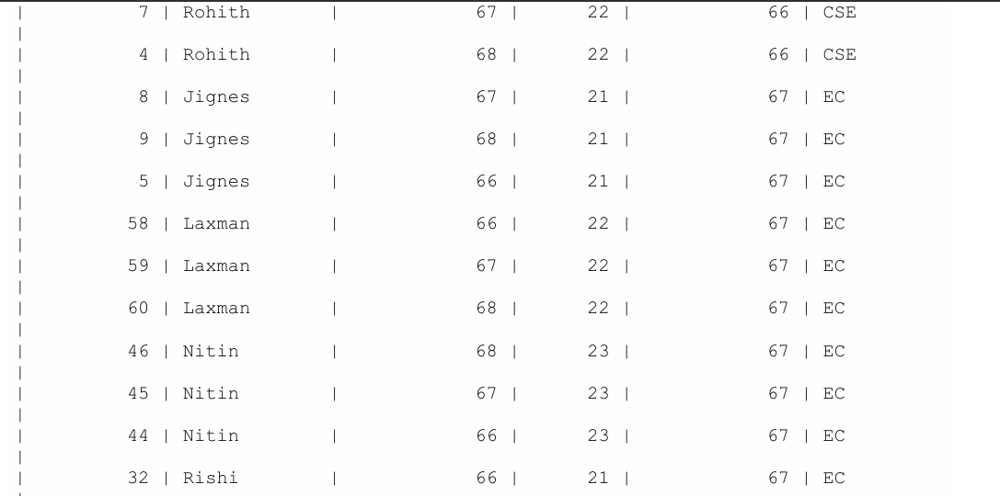 | 7 | Rohith | 67 | 22 | 66 | CSE
|
| 4 | Rohith | 68 | 22 | 66 | CSE
|
| 8 | Jignes | 67 | 21 | 67 | EC
|
| 9 | Jignes | 68 | 21 | 67 | EC
|
| 5 | Jignes | 66 | 21 | 67 | EC
|
| 58 | Laxman | 66 | 22 | 67 | EC
|
| 59 | Laxman | 67 | 22 | 67 | EC
|
| 60 | Laxman | 68 | 22 | 67 | EC
|
| 46 | Nitin | 68 | 23 | 67 | EC
|
| 45 | Nitin | 67 | 23 | 67 | EC
|
| 44 | Nitin | 66 | 23 | 67 | EC
|
| 32 | Rishi | 66 | 21 | 67 | EC
|